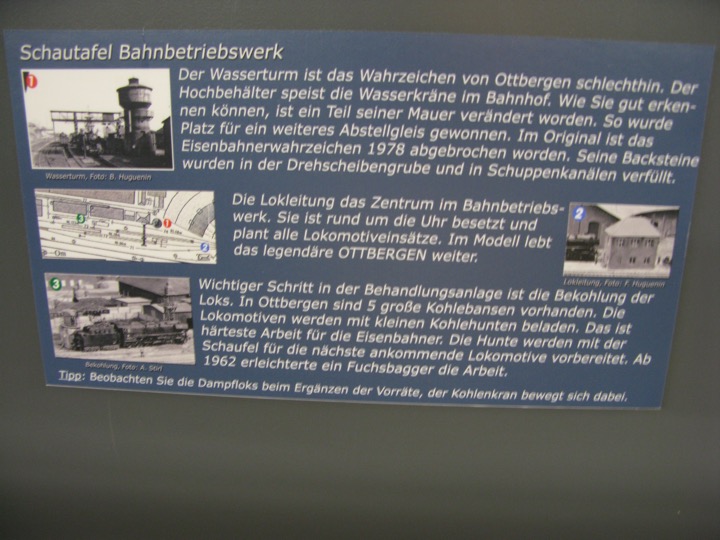 Schautafel Bahnbetriebswerk
1
Der Wasserturm ist das Wahrzeichen von Ottbergen schlechthin. Der
Hochbehälter speist die Wasserkräne im Bahnhof. Wie Sie gut erken-
nen können, ist ein Teil seiner Mauer verändert worden. So wurde
Platz für ein weiteres Abstellgleis gewonnen. Im Original ist das
Eisenbahnerwahrzeichen 1978 abgebrochen worden. Seine Backsteine
wurden in der Drehscheibengrube und in Schuppenkanälen verfüllt.
Wasserturm, Foto: B. Huguenin
3
1
2
Die Lokleitung das Zentrum im Bahnbetriebs-
werk. Sie ist rund um die Uhr besetzt und
plant alle Lokomotiveinsätze. Im Modell lebt
das legendäre OTTBERGEN weiter.
2
Lokleitung, Foto: F. Huguenin
3
Wichtiger Schritt in der Behandlungsanlage ist die Bekohlung der
Loks. In Ottbergen sind 5 große Kohlebansen vorhanden. Die
Lokomotiven werden mit kleinen Kohlehunten beladen. Das ist
härteste Arbeit für die Eisenbahner. Die Hunte werden mit der
Schaufel für die nächste ankommende Lokomotive vorbereitet. Ab
1962 erleichterte ein Fuchsbagger die Arbeit.
Bekohlung, Foto: A. Stirl
Tipp: Beobachten Sie die Dampfloks beim Ergänzen der Vorräte, der Kohlenkran bewegt sich dabei.